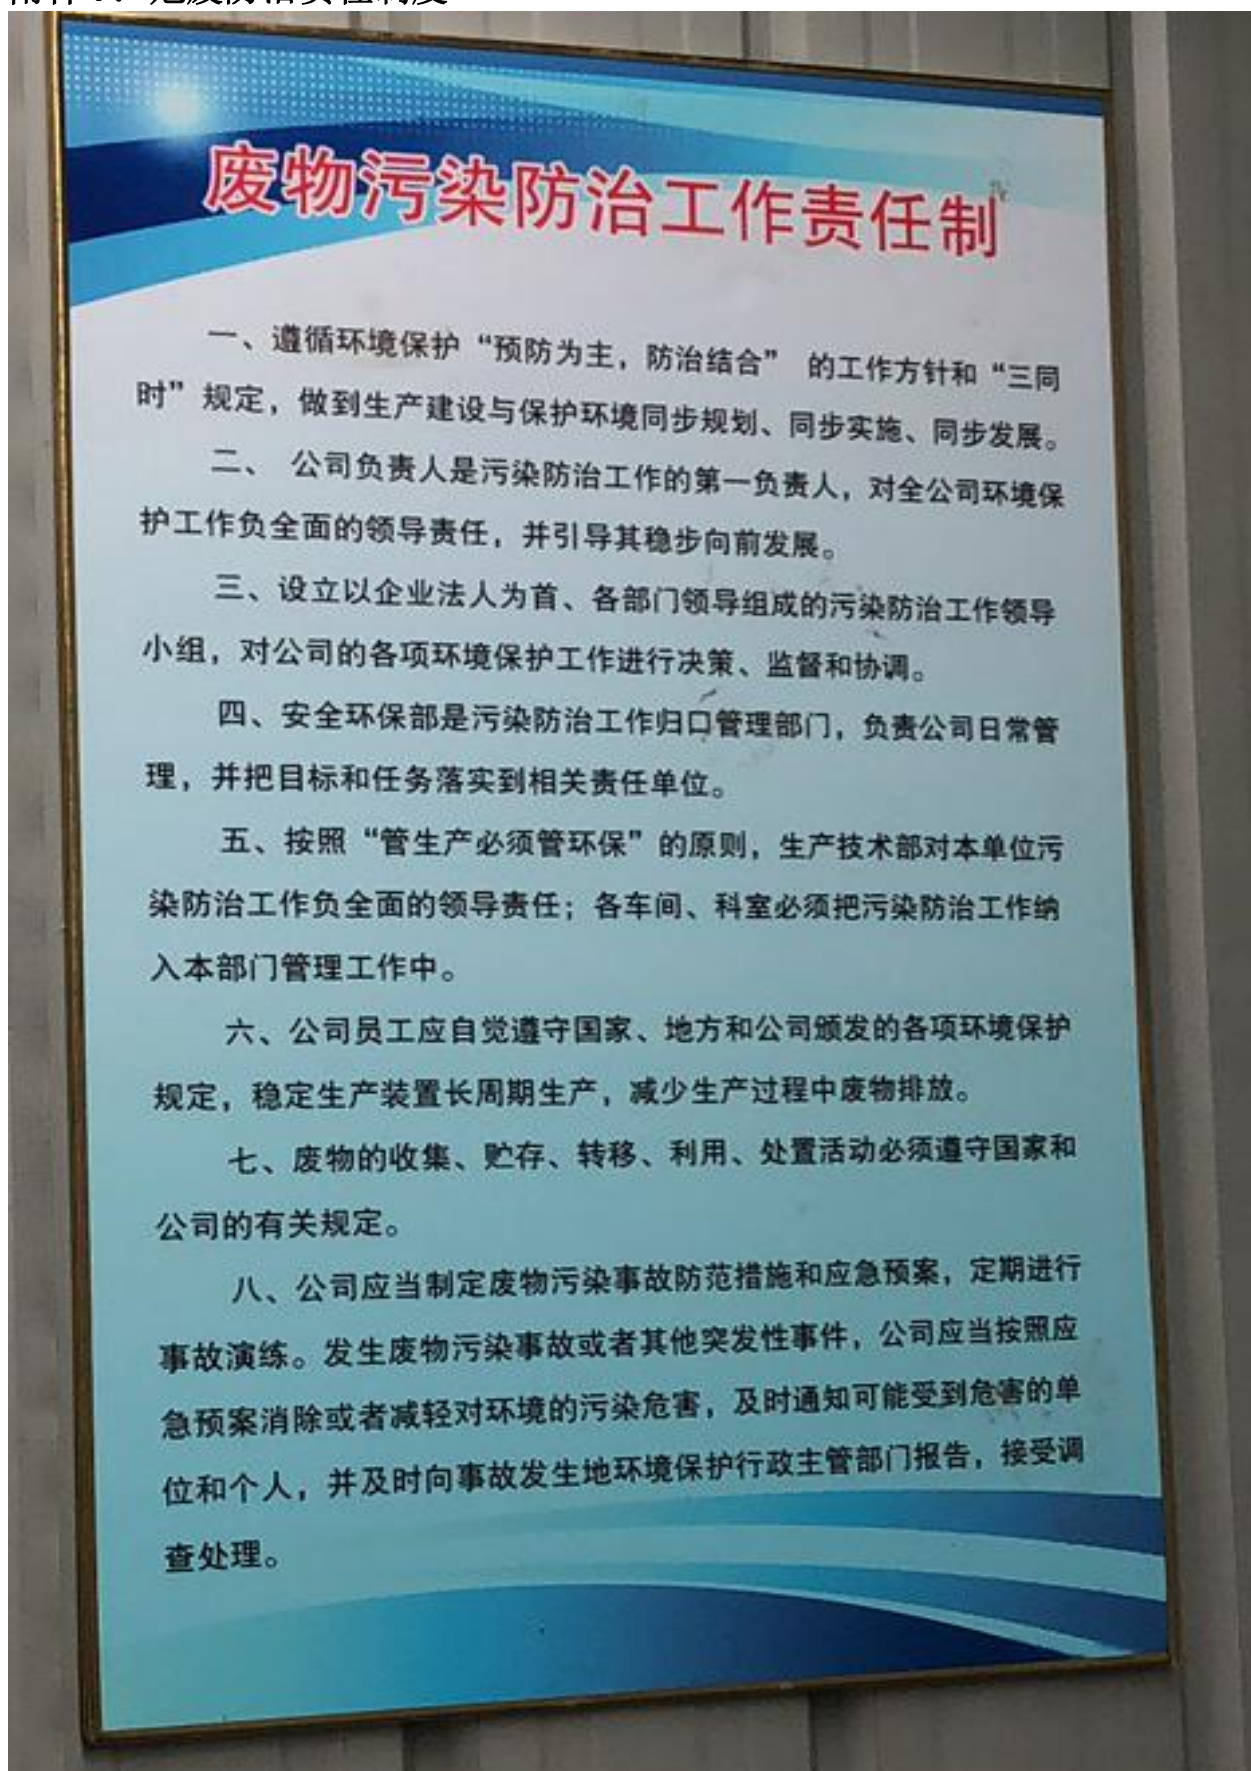 废物污染防治工作责任制
一、遵循环境保护“预防为主，防治结合” 的工作方针和“三同
时”规定，做到生产建设与保护环境同步规划、同步实施、同步发展。
二、 公司负责人是污染防治工作的第一负责人，对全公司环境保
护工作负全面的领导责任，并引导其稳步向前发展。
三、设立以企业法人为首、各部门领导组成的污染防治工作领导
小组，对公司的各项环境保护工作进行决策、监督和协调。
四、安全环保部是污染防治工作归口管理部门，负责公司日常管
理，并把目标和任务落实到相关责任单位。
五、按照“管生产必须管环保”的原则，生产技术部对本单位污
染防治工作负全面的领导责任；各车间、科室必须把污染防治工作纳
入本部门管理工作中。
六、公司员工应自觉遵守国家、地方和公司颁发的各项环境保护
规定，稳定生产装置长周期生产，减少生产过程中废物排放。
七、废物的收集、贮存、转移、利用、处置活动必须遵守国家和
公司的有关规定。
八、公司应当制定废物污染事故防范措施和应急预案，定期进行
事故演练。发生废物污染事故或者其他突发性事件，公司应当按照应
急预案消除或者减轻对环境的污染危害，及时通知可能受到危害的单
位和个人，并及时向事故发生地环境保护行政主管部门报告，接受调
查处理。